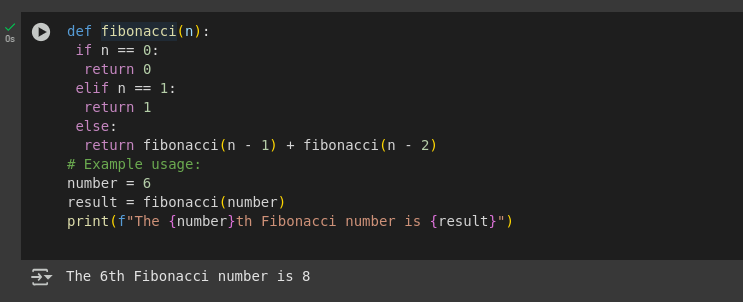 def fibonacci(n):
 if n == 0:
  return 0
 elif n == 1:
  return 1
 else:
  return fibonacci(n - 1) + fibonacci(n - 2)
# Example usage:
number = 6
result = fibonacci(number)
print(f"The {number}th Fibonacci number is {result}")
0s
The 6th Fibonacci number is 8